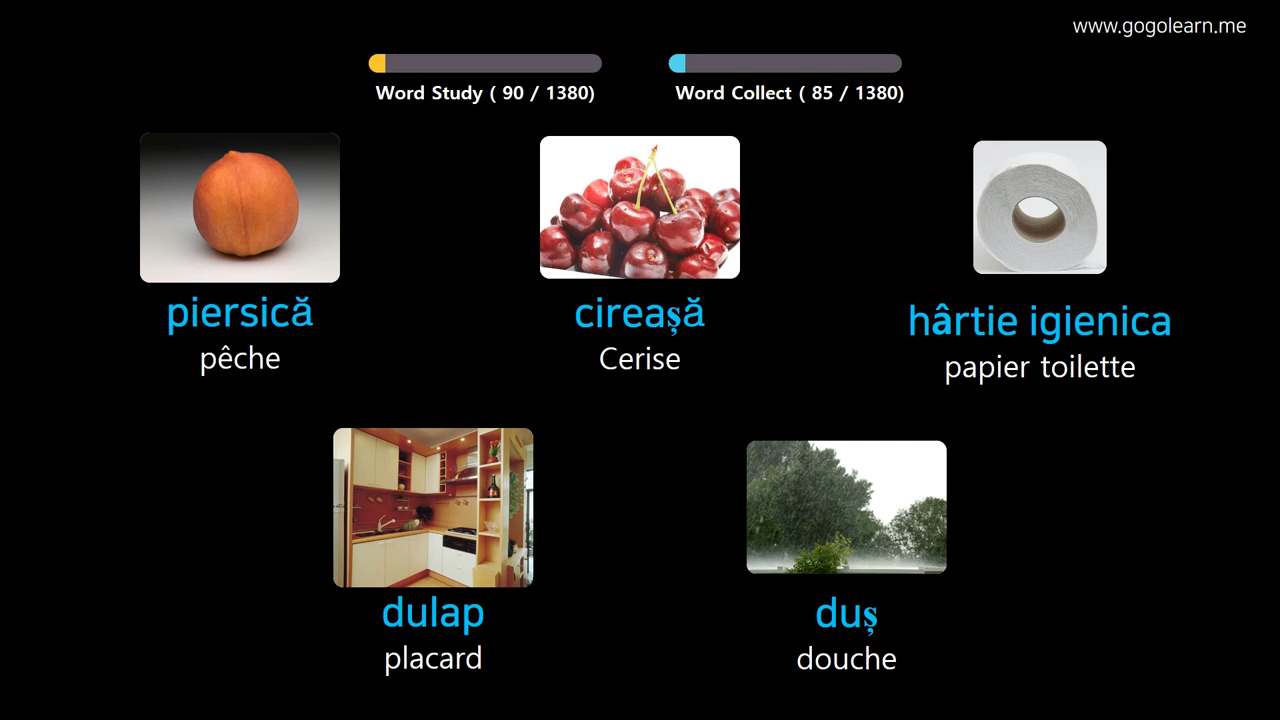 www.gogolearn.me
Word Study ( 90 / 1380)
Word Collect ( 85 / 1380)
piersică
pêche
cireașă
Cerise
hârtie igienica
papier toilette
dulap
placard
duș
douche